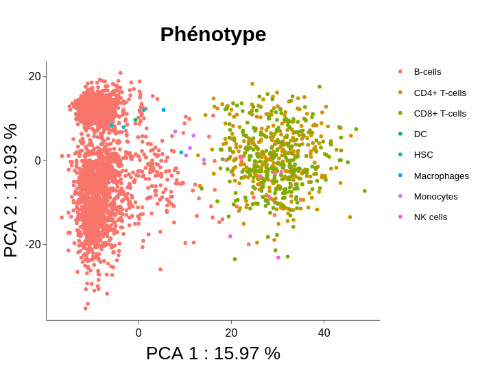 Phénotype
PCA 2 : 10.93 %
20
0
-20
0
20
40
PCA 1 : 15.97 %
B-cells
CD4+ T-cells
CD8+ T-cells
DC
HSC
Macrophages
Monocytes
NK cells